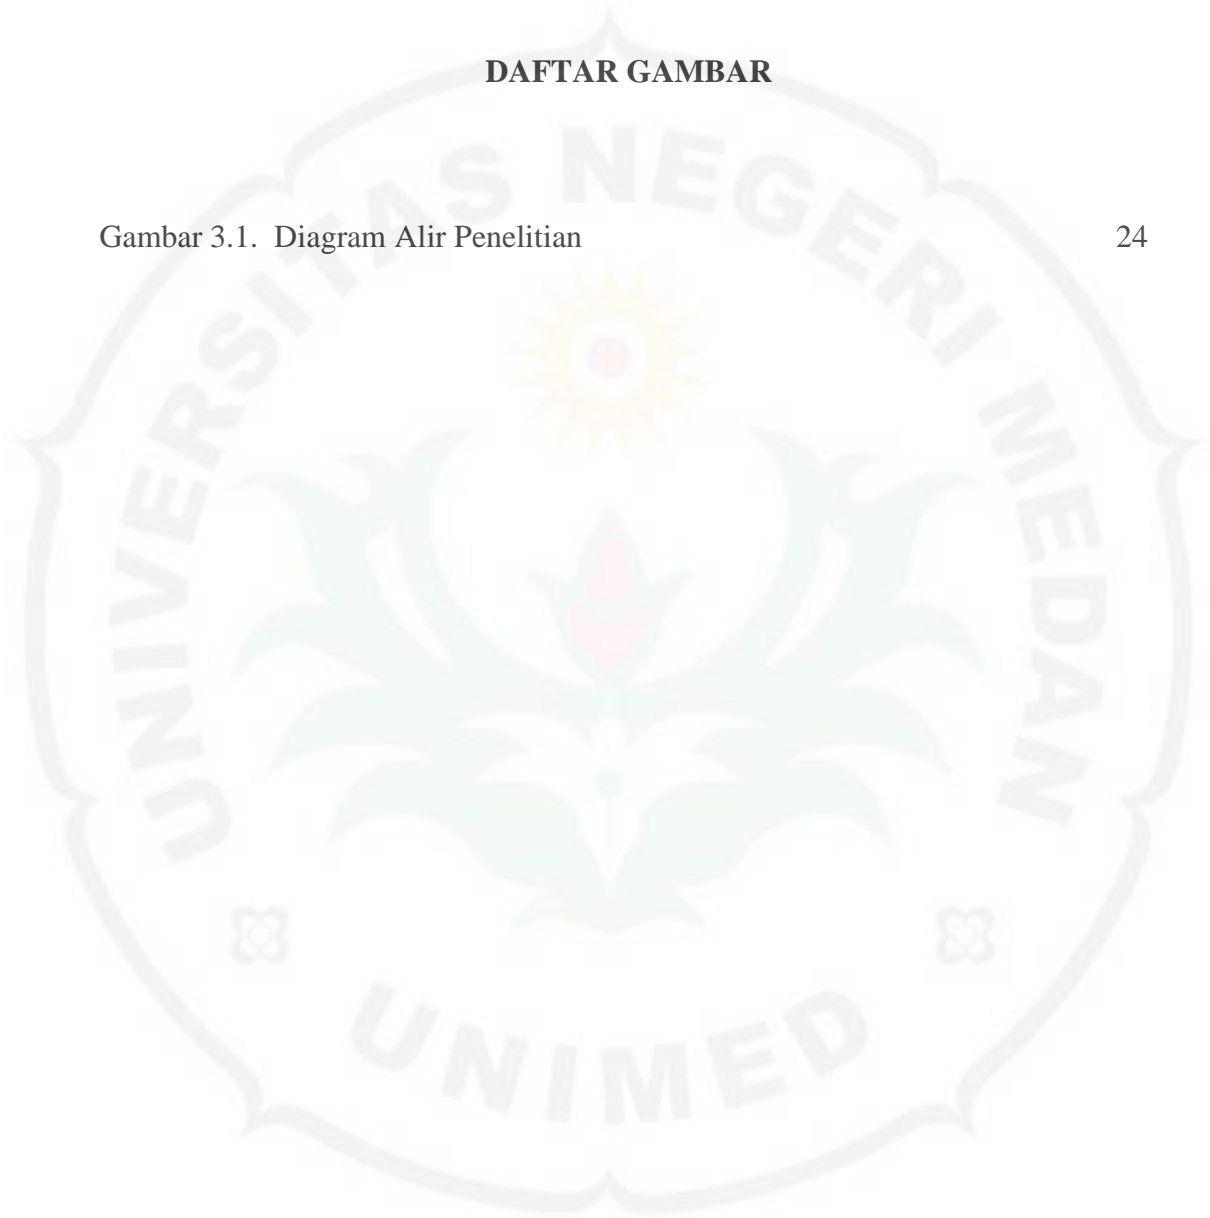 DAFTAR GAMBAR
Gambar 3.1. Diagram Alir Penelitian 24
UNIVERSITAS NEGERI MEDAN
UNIMED